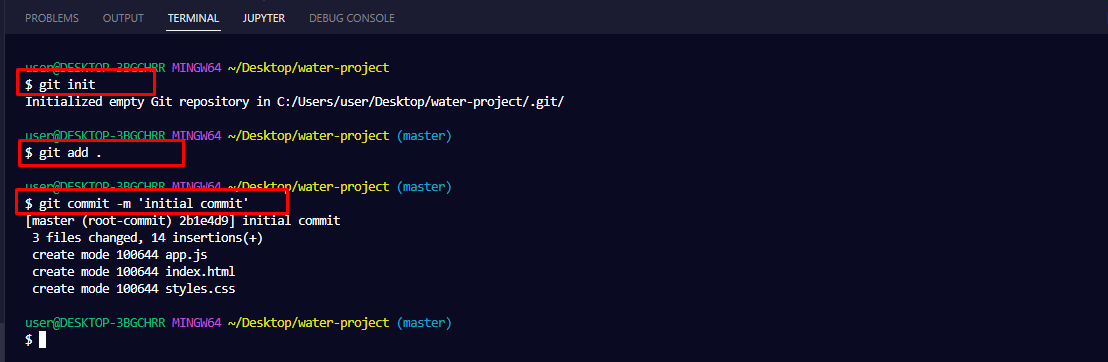 PROBLEMS OUTPUT TERMINAL JUPYTER DEBUG CONSOLE
user@DESKTOP-3BGCHRR MINGW64 ~/Desktop/water-project
$ git init
Initialized empty Git repository in C:/Users/user/Desktop/water-project/.git/
user@DESKTOP-3BGCHRR MINGW64 ~/Desktop/water-project (master)
$ git add .
user@DESKTOP-3BGCHRR MINGW64 ~/Desktop/water-project (master)
$ git commit -m 'initial commit'
[master (root-commit) 2b1e4d9] initial commit
3 files changed, 14 insertions(+)
create mode 100644 app.js
create mode 100644 index.html
create mode 100644 styles.css
user@DESKTOP-3BGCHRR MINGW64 ~/Desktop/water-project (master)
$